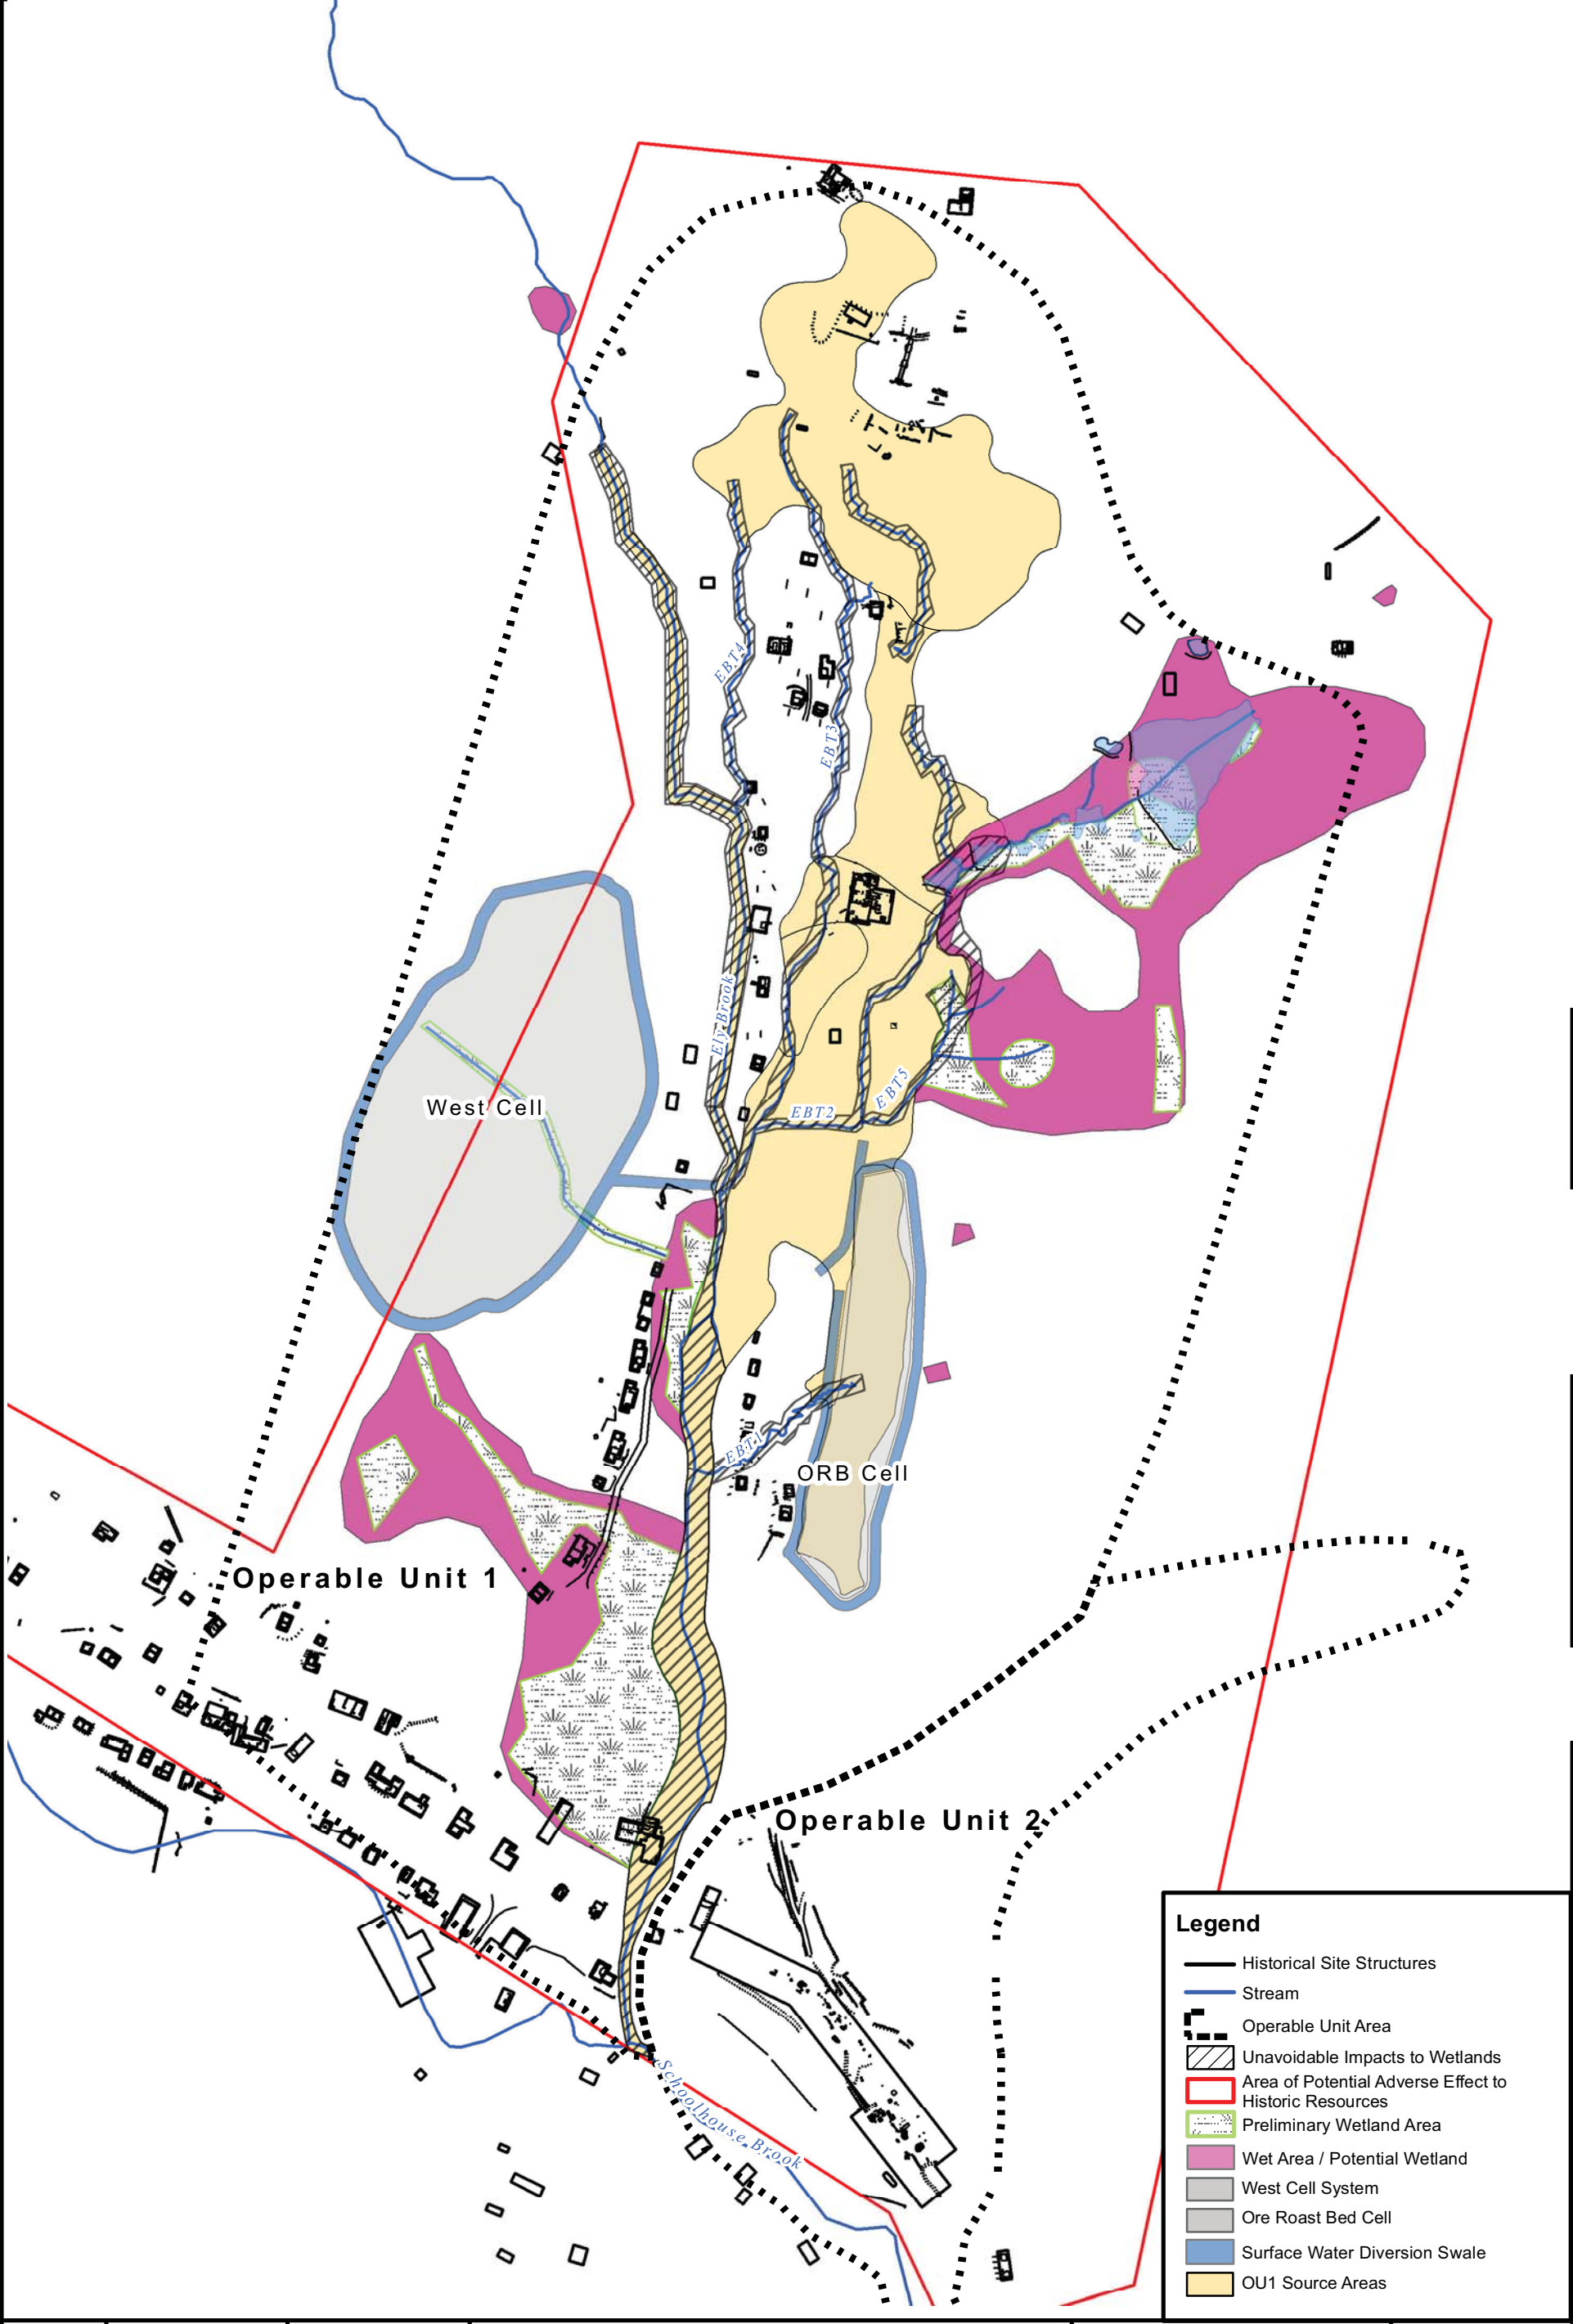 EBT4
EBT3
Ely Brook
West Cell
EBT5
EBT2
EBT1
ORB Cell
Operable Unit 1
Operable Unit 2
Schoolhouse Brook
Legend
Historical Site Structures
Stream
Operable Unit Area
Unavoidable Impacts to Wetlands
Area of Potential Adverse Effect to
Historic Resources
Preliminary Wetland Area
Wet Area / Potential Wetland
West Cell System
Ore Roast Bed Cell
Surface Water Diversion Swale
OU1 Source Areas